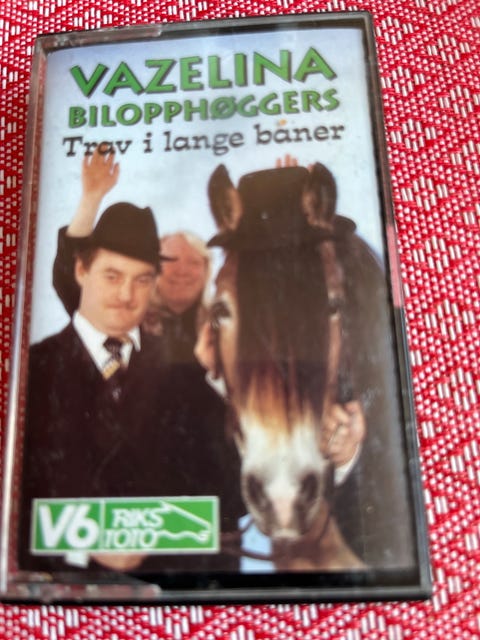 VAZELINA
BILOPPHØGGERS
Trav i lange baner
V6 RIKS
TOTO